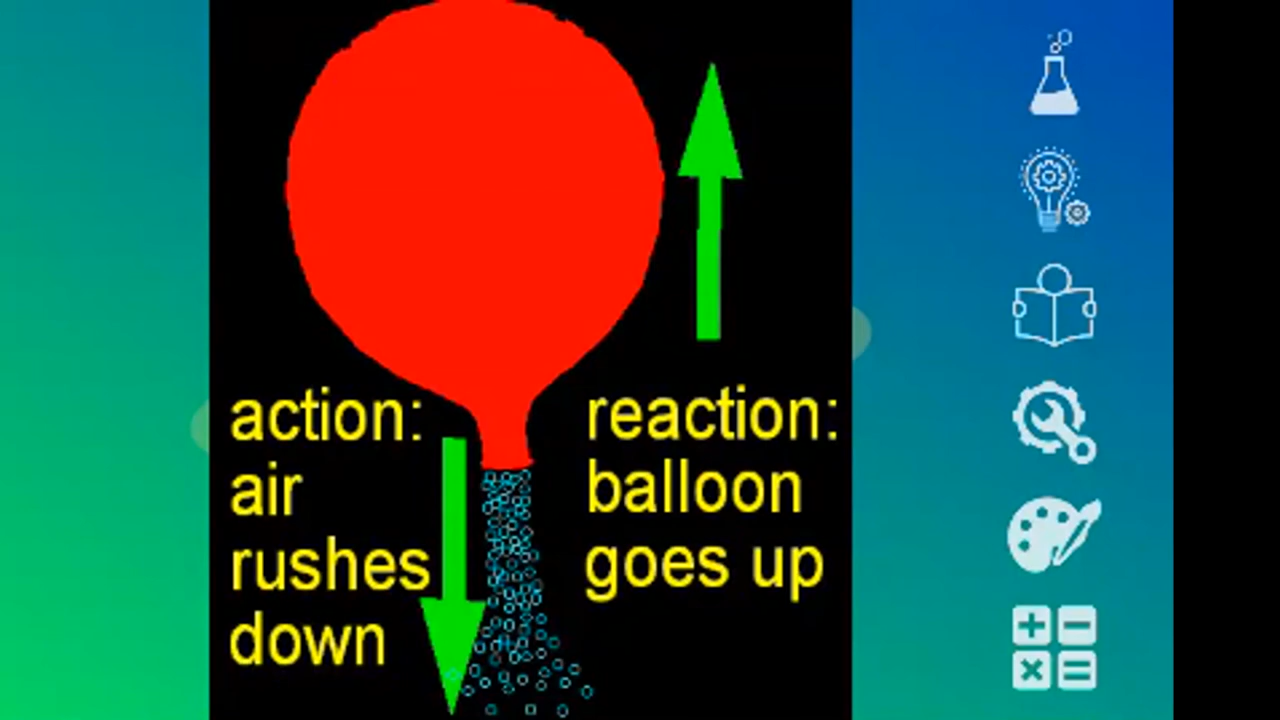 action:
air
rushes
down
reaction:
balloon
goes up